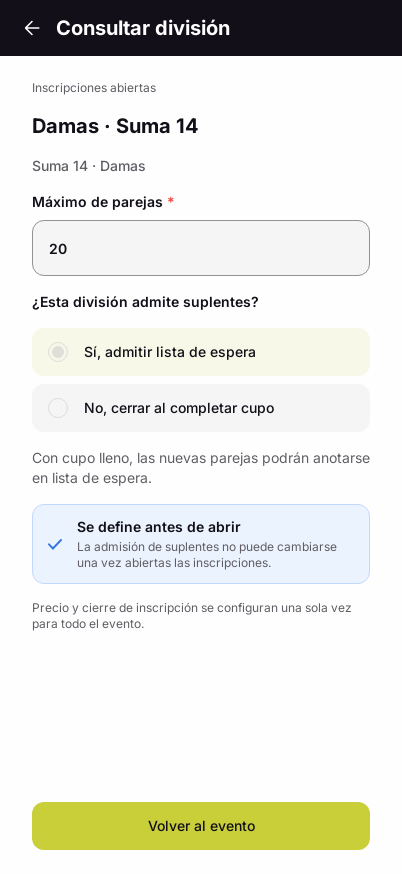 Consultar división
Inscripciones abiertas
Damas · Suma 14
Suma 14 · Damas
Máximo de parejas *
20
¿Esta división admite suplentes?
Sí, admitir lista de espera
No, cerrar al completar cupo
Con cupo lleno, las nuevas parejas podrán anotarse
en lista de espera.
Se define antes de abrir
La admisión de suplentes no puede cambiarse
una vez abiertas las inscripciones.
Precio y cierre de inscripción se configuran una sola vez
para todo el evento.
Volver al evento